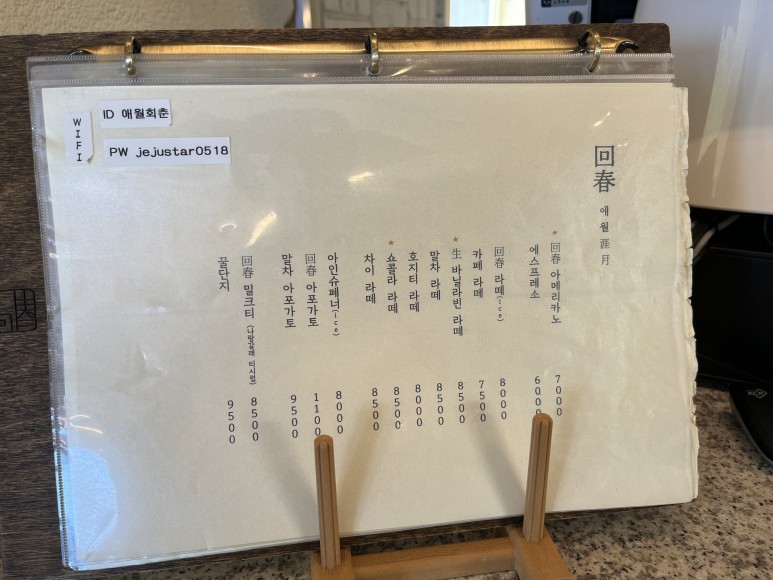 WIFI
ID 애월회춘
PW jejustar0518
回春 애월涯月
★ 回春 아메리카노 7000
에스프레소 6000
回春 라떼(ice) 8000
카페 라떼 7500
★ 生 바닐라빈 라떼 8500
말차 라떼 8500
호지티 라떼 8000
★ 쇼콜라 라떼 8500
차이 라떼 8500
아인슈페너(ice) 8000
回春 아포가토 1100
말차 아포가토 9500
回春 밀크티 8500
꿀단지 9500